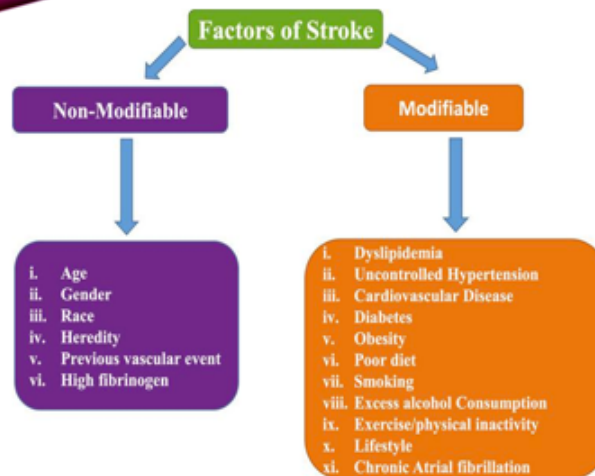 Factors of Stroke
Non-Modifiable
Modifiable
i. Age
ii. Gender
iii. Race
iv. Heredity
v. Previous vascular event
vi. High fibrinogen
i. Dyslipidemia
ii. Uncontrolled Hypertension
iii. Cardiovascular Disease
iv. Diabetes
v. Obesity
vi. Poor diet
vii. Smoking
viii. Excess alcohol Consumption
ix. Exercise/physical inactivity
x. Lifestyle
xi. Chronic Atrial fibrillation